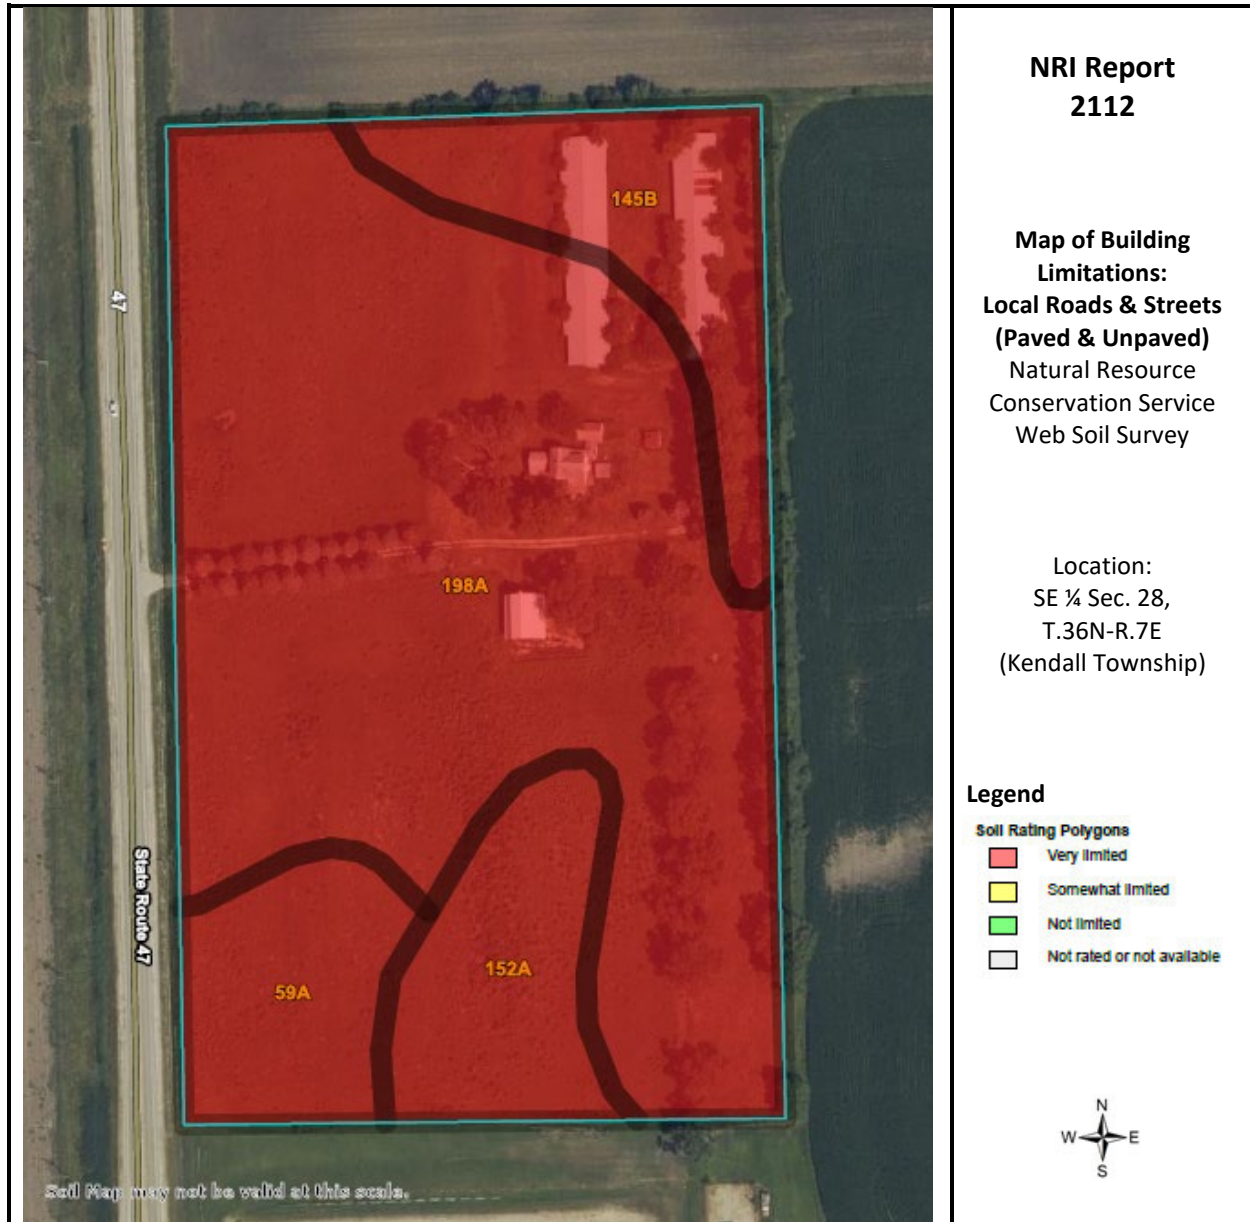 145B
47
198A
State Route 47
152A
59A
Soil Map may not be valid at this scale.
NRI Report
2112
Map of Building
Limitations:
Local Roads & Streets
(Paved & Unpaved)
Natural Resource
Conservation Service
Web Soil Survey
Location:
SE ¼ Sec. 28,
T.36N-R.7E
(Kendall Township)
Legend
Soil Rating Polygons
Very limited
Somewhat limited
Not limited
Not rated or not available
N
W E
S